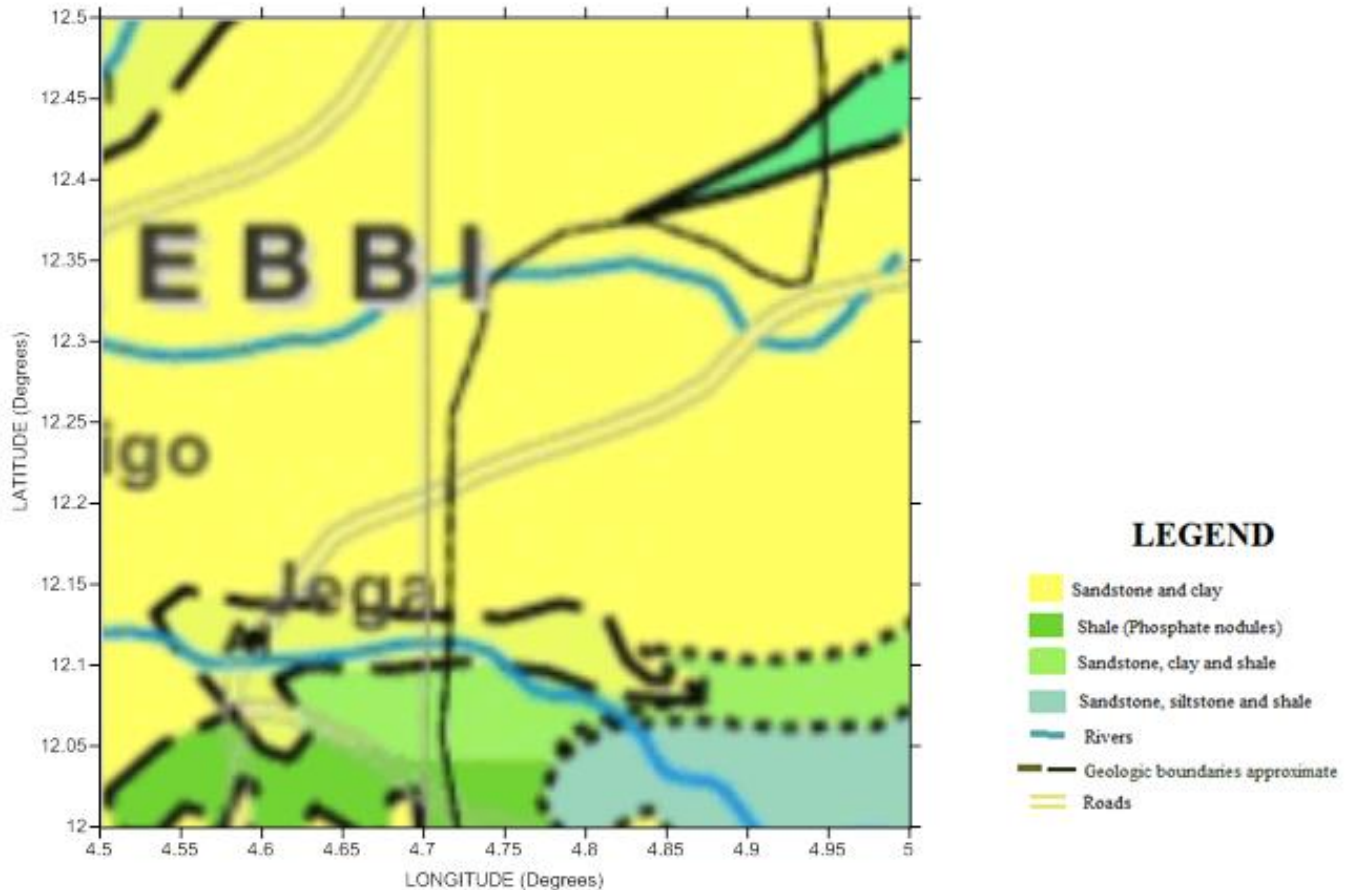 12.5
12.45
12.4
12.35
12.3
12.25
12.2
12.15
12.1
12.05
12
LATITUDE (Degrees)
EBBI
igo
Jega
4.5 4.55 4.6 4.65 4.7 4.75 4.8 4.85 4.9 4.95 5
LONGITUDE (Degrees)
LEGEND
Sandstone and clay
Shale (Phosphate nodules)
Sandstone, clay and shale
Sandstone, siltstone and shale
Rivers
Geologic boundaries approximate
Roads